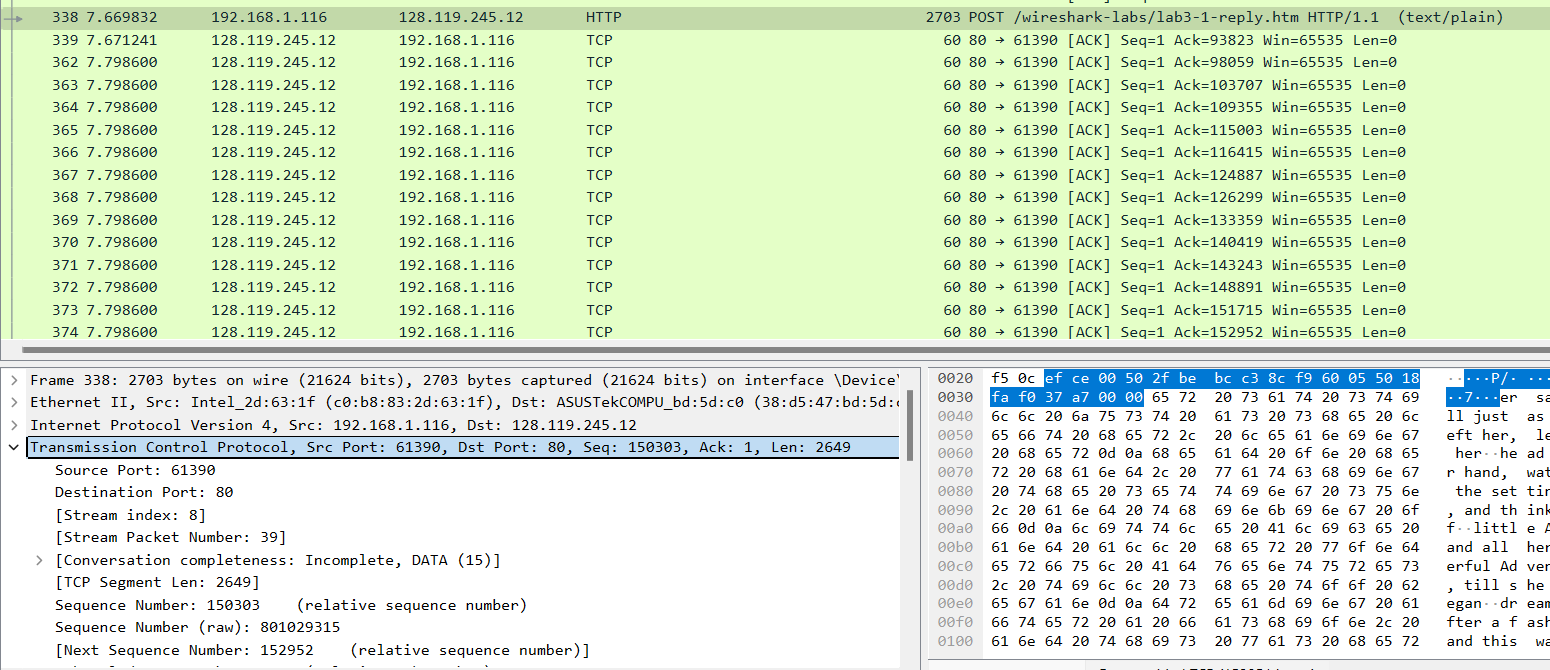 338 7.669832 192.168.1.116 128.119.245.12 HTTP 2703 POST /wireshark-labs/lab3-1-reply.htm HTTP/1.1 (text/plain)
339 7.671241 128.119.245.12 192.168.1.116 TCP 60 80 → 61390 [ACK] Seq=1 Ack=93823 Win=65535 Len=0
362 7.798600 128.119.245.12 192.168.1.116 TCP 60 80 → 61390 [ACK] Seq=1 Ack=98059 Win=65535 Len=0
363 7.798600 128.119.245.12 192.168.1.116 TCP 60 80 → 61390 [ACK] Seq=1 Ack=103707 Win=65535 Len=0
364 7.798600 128.119.245.12 192.168.1.116 TCP 60 80 → 61390 [ACK] Seq=1 Ack=109355 Win=65535 Len=0
365 7.798600 128.119.245.12 192.168.1.116 TCP 60 80 → 61390 [ACK] Seq=1 Ack=115003 Win=65535 Len=0
366 7.798600 128.119.245.12 192.168.1.116 TCP 60 80 → 61390 [ACK] Seq=1 Ack=116415 Win=65535 Len=0
367 7.798600 128.119.245.12 192.168.1.116 TCP 60 80 → 61390 [ACK] Seq=1 Ack=124887 Win=65535 Len=0
368 7.798600 128.119.245.12 192.168.1.116 TCP 60 80 → 61390 [ACK] Seq=1 Ack=126299 Win=65535 Len=0
369 7.798600 128.119.245.12 192.168.1.116 TCP 60 80 → 61390 [ACK] Seq=1 Ack=133359 Win=65535 Len=0
370 7.798600 128.119.245.12 192.168.1.116 TCP 60 80 → 61390 [ACK] Seq=1 Ack=140419 Win=65535 Len=0
371 7.798600 128.119.245.12 192.168.1.116 TCP 60 80 → 61390 [ACK] Seq=1 Ack=143243 Win=65535 Len=0
372 7.798600 128.119.245.12 192.168.1.116 TCP 60 80 → 61390 [ACK] Seq=1 Ack=148891 Win=65535 Len=0
373 7.798600 128.119.245.12 192.168.1.116 TCP 60 80 → 61390 [ACK] Seq=1 Ack=151715 Win=65535 Len=0
374 7.798600 128.119.245.12 192.168.1.116 TCP 60 80 → 61390 [ACK] Seq=1 Ack=152952 Win=65535 Len=0
Frame 338: 2703 bytes on wire (21624 bits), 2703 bytes captured (21624 bits) on interface \Device\
Ethernet II, Src: Intel_2d:63:1f (c0:b8:83:2d:63:1f), Dst: ASUSTekCOMPU_bd:5d:c0 (38:d5:47:bd:5d:c
Internet Protocol Version 4, Src: 192.168.1.116, Dst: 128.119.245.12
Transmission Control Protocol, Src Port: 61390, Dst Port: 80, Seq: 150303, Ack: 1, Len: 2649
Source Port: 61390
Destination Port: 80
[Stream index: 8]
[Stream Packet Number: 39]
[Conversation completeness: Incomplete, DATA (15)]
[TCP Segment Len: 2649]
Sequence Number: 150303 (relative sequence number)
Sequence Number (raw): 801029315
[Next Sequence Number: 152952 (relative sequence number)]
0020 f5 0c ef ce 00 50 2f be bc c3 8c f9 60 05 50 18 ·····P/· ···
0030 fa f0 37 a7 00 00 65 72 20 73 61 74 20 73 74 69 ··7···er sa
0040 6c 6c 20 6a 75 73 74 20 61 73 20 73 68 65 20 6c ll just as
0050 65 66 74 20 68 65 72 2c 20 6c 65 61 6e 69 6e 67 eft her, le
0060 20 68 65 72 0d 0a 68 65 61 64 20 6f 6e 20 68 65 her··he ad
0070 72 20 68 61 6e 64 2c 20 77 61 74 63 68 69 6e 67 r hand, wat
0080 20 74 68 65 20 73 65 74 74 69 6e 67 20 73 75 6e the set tin
0090 2c 20 61 6e 64 20 74 68 69 6e 6b 69 6e 67 20 6f , and th ink
00a0 66 0d 0a 6c 69 74 74 6c 65 20 41 6c 69 63 65 20 f··littl e A
00b0 61 6e 64 20 61 6c 6c 20 68 65 72 20 77 6f 6e 64 and all her
00c0 65 72 66 75 6c 20 41 64 76 65 6e 74 75 72 65 73 erful Ad ven
00d0 2c 20 74 69 6c 6c 20 73 68 65 20 74 6f 6f 20 62 , till s he
00e0 65 67 61 6e 0d 0a 64 72 65 61 6d 69 6e 67 20 61 egan··dr eam
00f0 66 74 65 72 20 61 20 66 61 73 68 69 6f 6e 2c 20 fter a f ash
0100 61 6e 64 20 74 68 69 73 20 77 61 73 20 68 65 72 and this wa